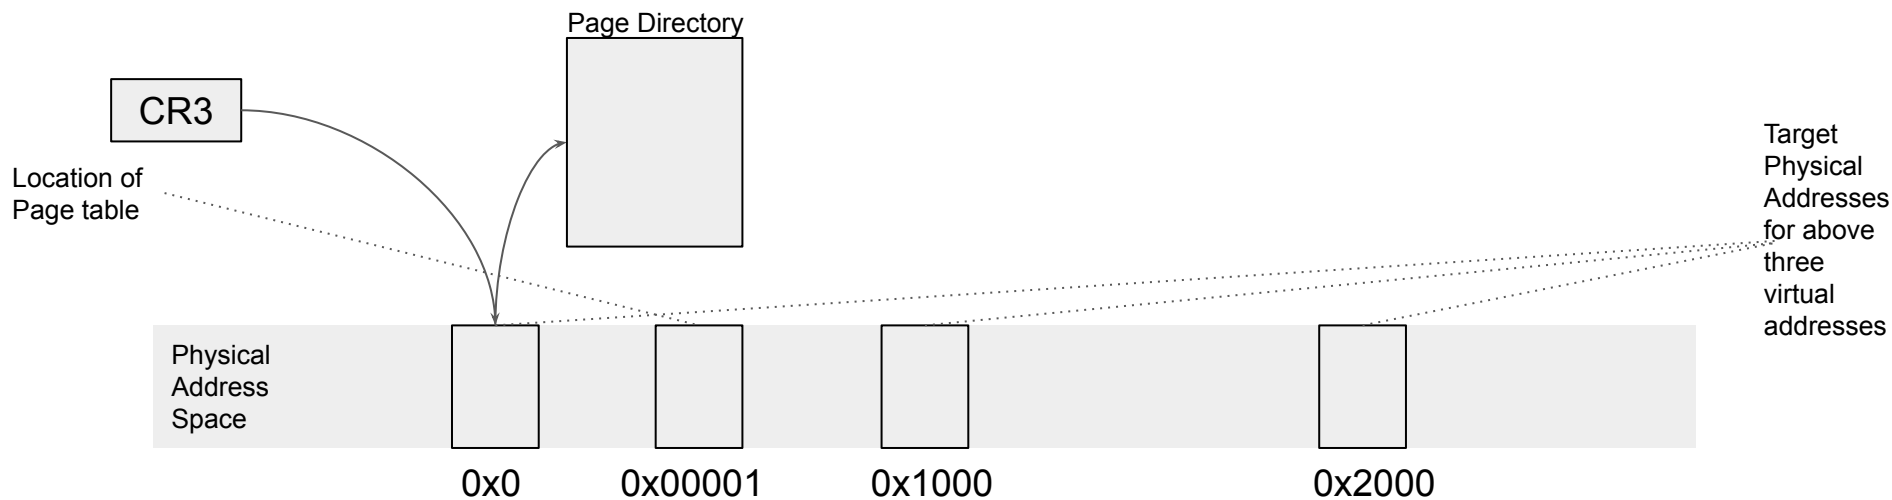 Page Directory
CR3
Location of
Page table
Target
Physical
Addresses
for above
three
virtual
addresses
Physical
Address
Space
0x0
0x00001
0x1000
0x2000